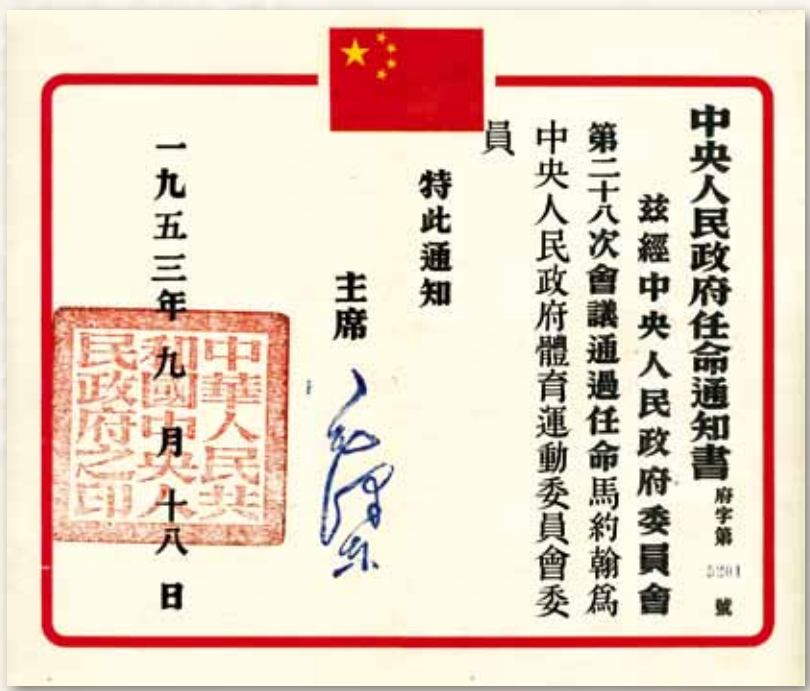 中央人民政府任命通知書
府字第 5201 號
茲經中央人民政府委員會
第二十八次會議通過任命馬約翰爲
中央人民政府體育運動委員會委
員
特此通知
主席
毛澤東
一九五三年九月十八日
中華人民共
和國中央人
民政府之印